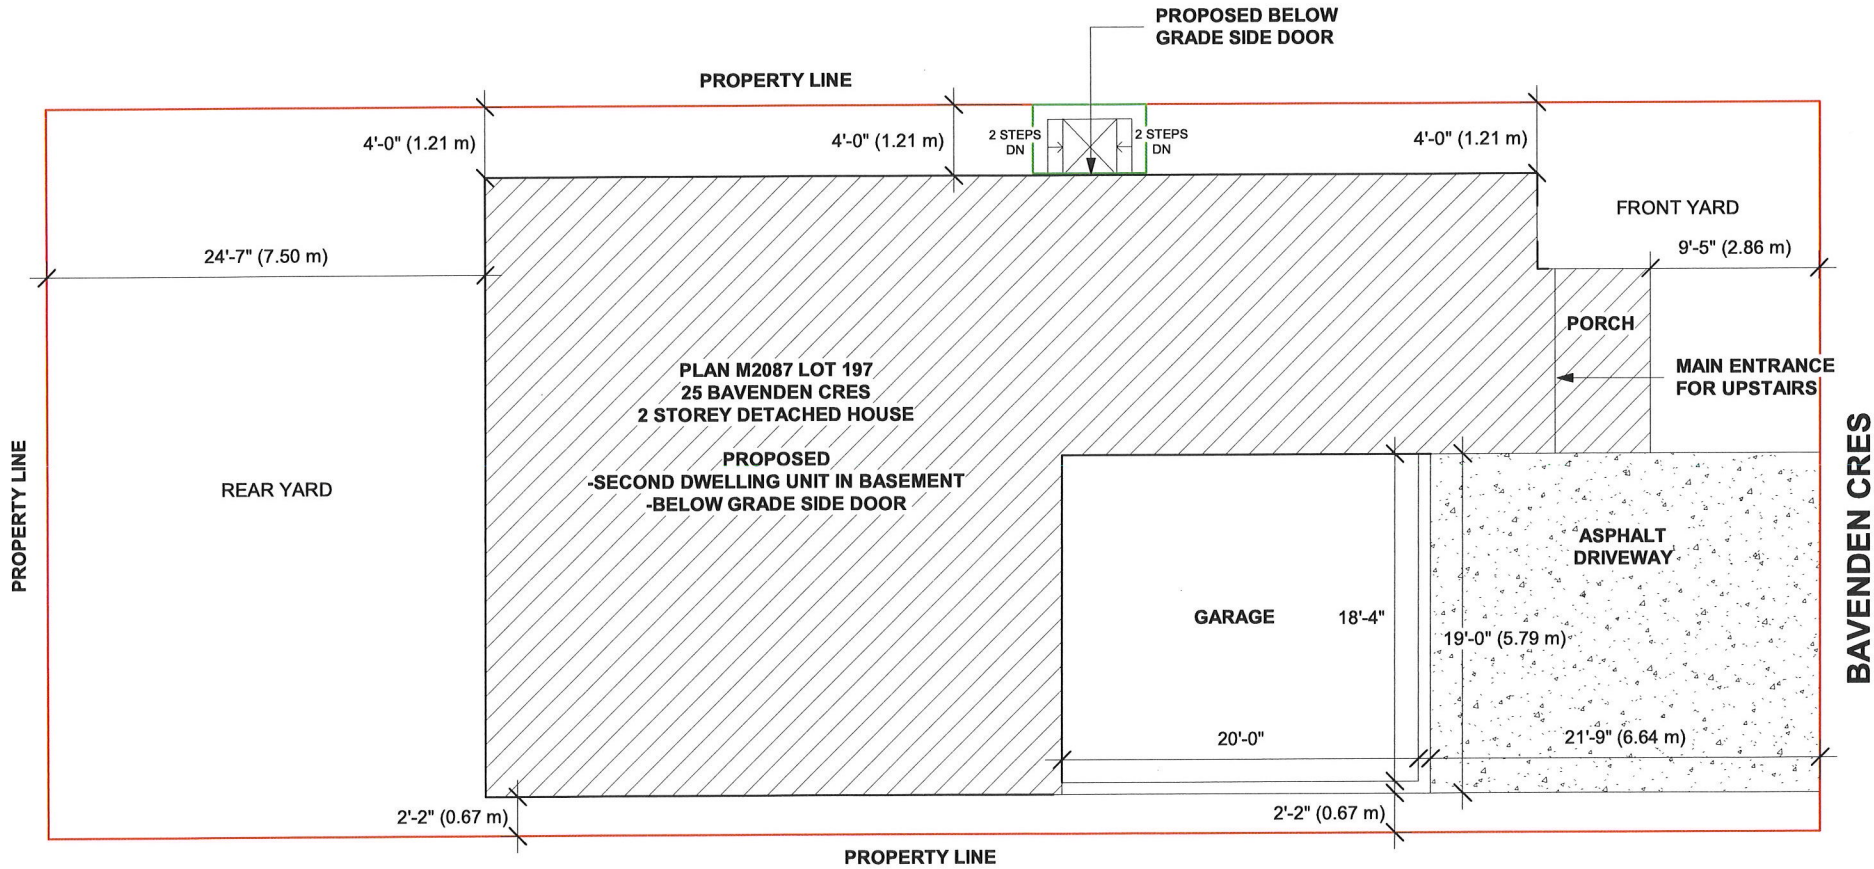 PROPOSED BELOW
GRADE SIDE DOOR
PROPERTY LINE
4'-0" (1.21 m)
4'-0" (1.21 m)
2 STEPS
DN
2 STEPS
DN
4'-0" (1.21 m)
FRONT YARD
24'-7" (7.50 m)
9'-5" (2.86 m)
PORCH
MAIN ENTRANCE
FOR UPSTAIRS
PLAN M2087 LOT 197
25 BAVENDEN CRES
2 STOREY DETACHED HOUSE
PROPOSED
-SECOND DWELLING UNIT IN BASEMENT
-BELOW GRADE SIDE DOOR
PROPERTY LINE
REAR YARD
BAVENDEN CRES
ASPHALT
DRIVEWAY
GARAGE
18'-4"
19'-0" (5.79 m)
20'-0"
21'-9" (6.64 m)
2'-2" (0.67 m)
2'-2" (0.67 m)
PROPERTY LINE